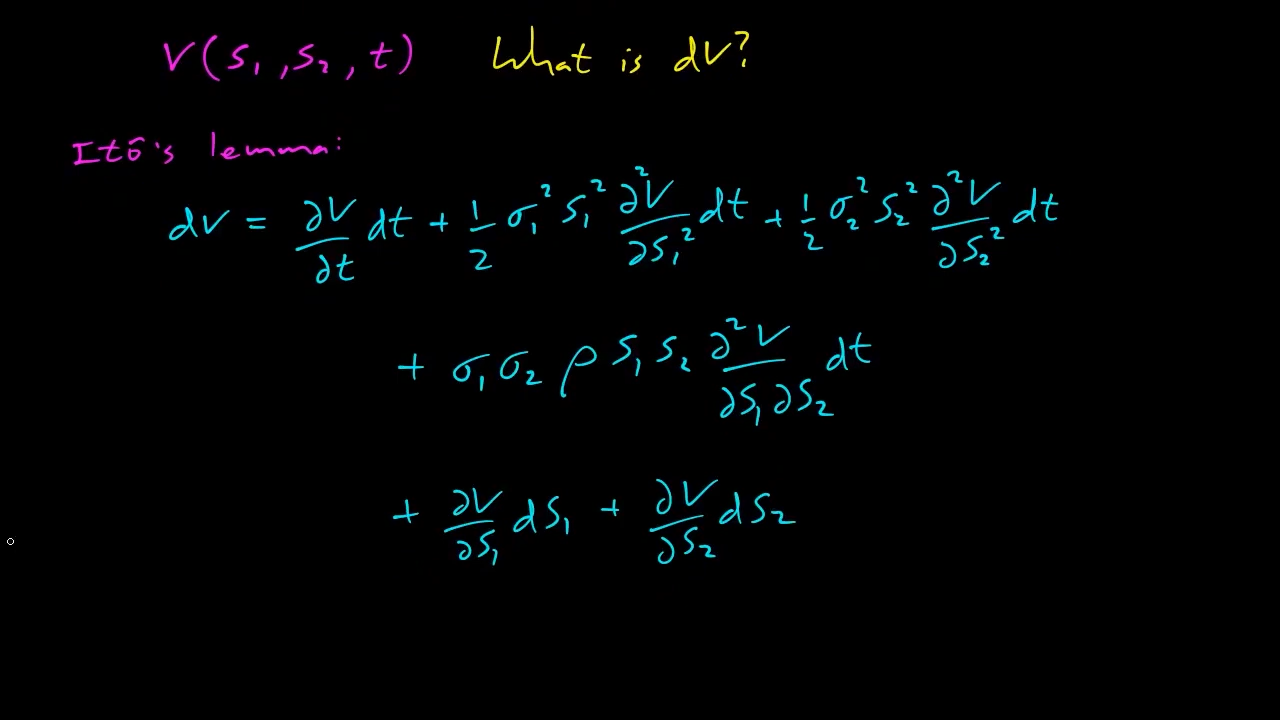 V(S₁, S₂, t) What is dV?
Itō's lemma:
dV = ∂V/∂t dt + 1/2 σ₁² S₁² ∂²V/∂S₁² dt + 1/2 σ₂² S₂² ∂²V/∂S₂² dt
+ σ₁ σ₂ ρ S₁ S₂ ∂²V/∂S₁∂S₂ dt
+ ∂V/∂S₁ dS₁ + ∂V/∂S₂ dS₂